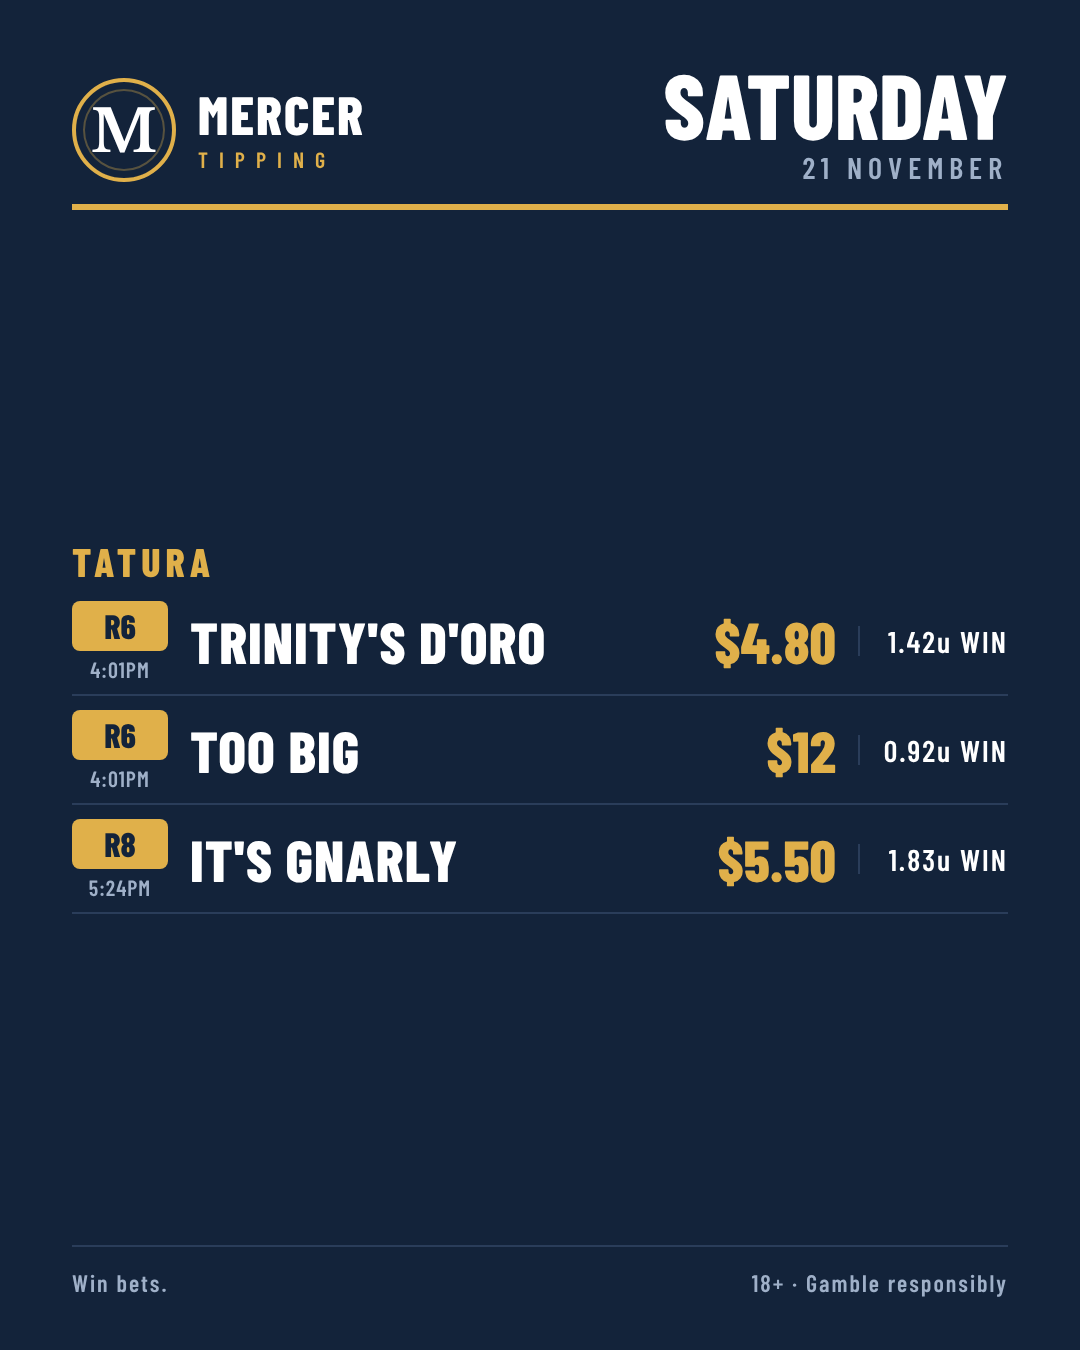 M
MERCER
TIPPING
SATURDAY
21 NOVEMBER
TATURA
R6
4:01PM
TRINITY'S D'ORO
$4.80
1.42u WIN
R6
4:01PM
TOO BIG
$12
0.92u WIN
R8
5:24PM
IT'S GNARLY
$5.50
1.83u WIN
Win bets.
18+ · Gamble responsibly